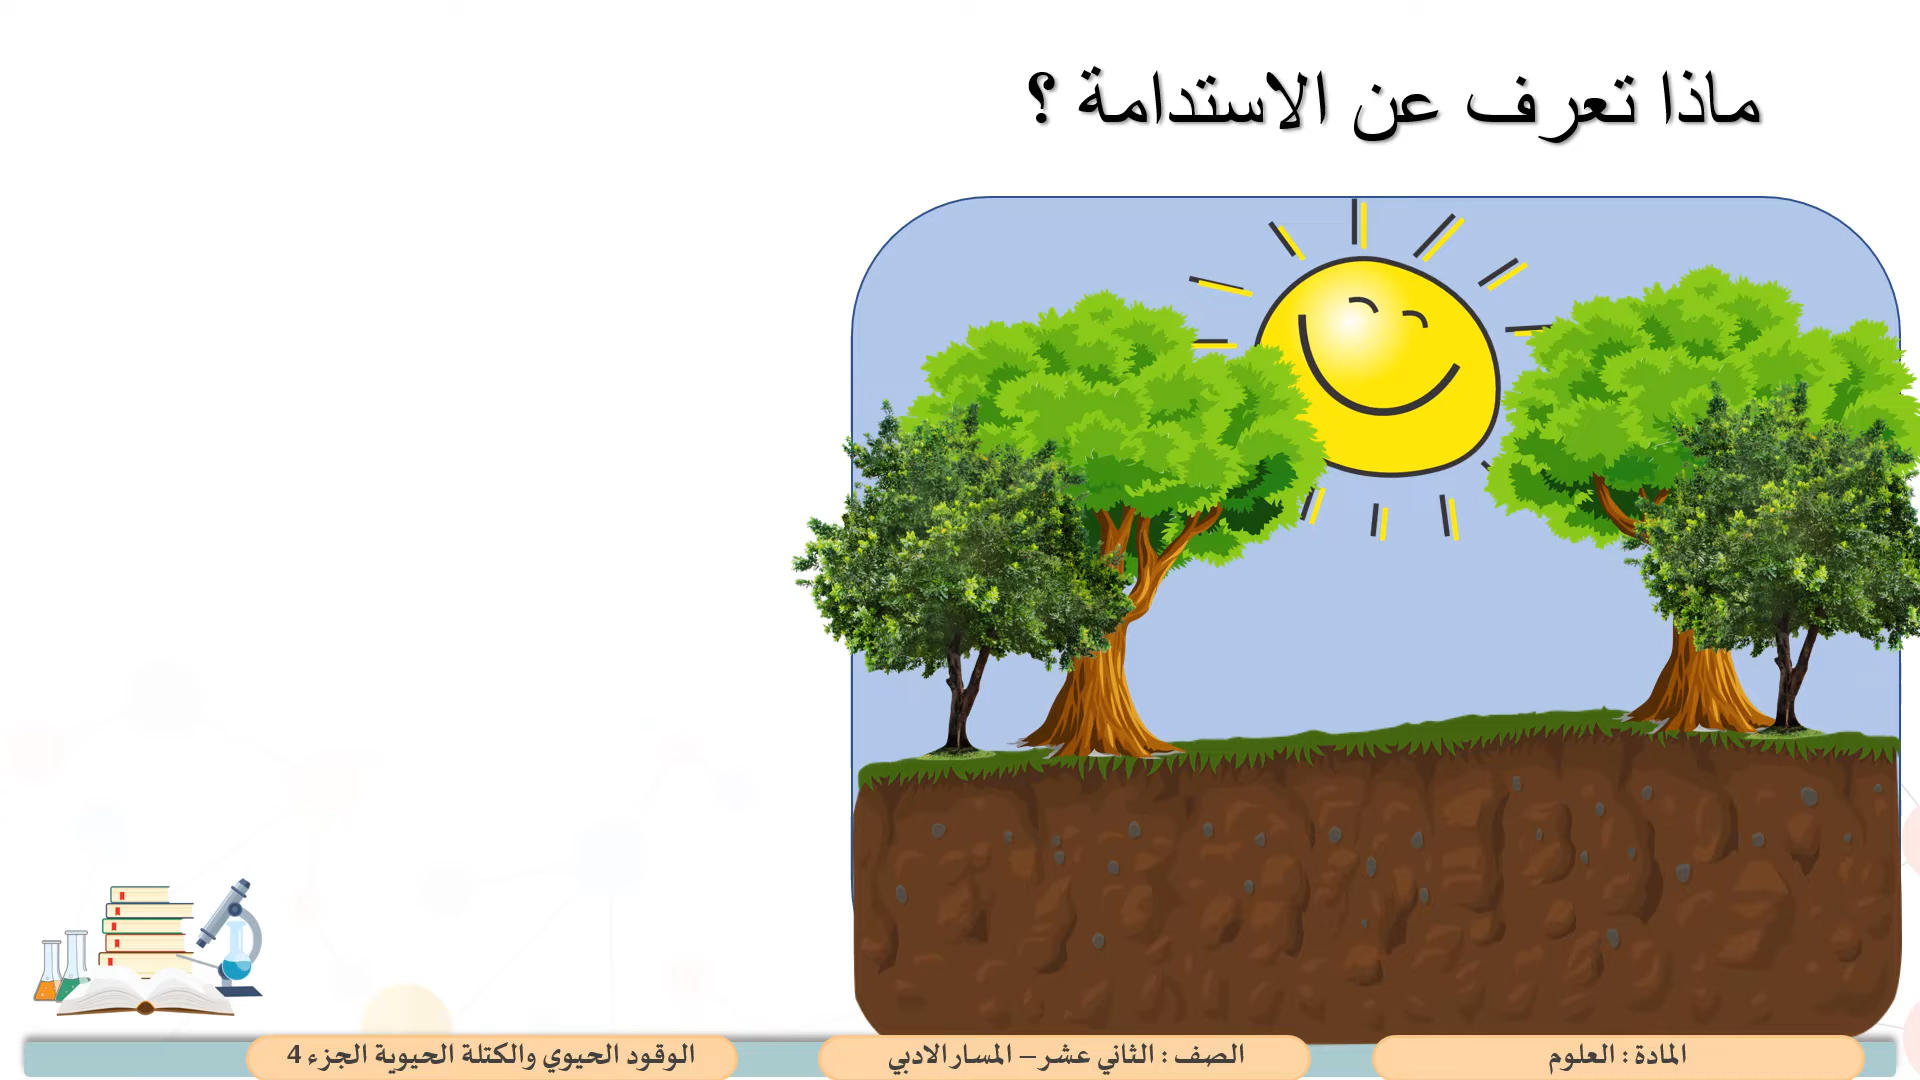 ماذا تعرف عن الاستدامة ؟
المادة : العلوم
الصف : الثاني عشر – المسار الادبي
الوقود الحيوي والكتلة الحيوية الجزء 4